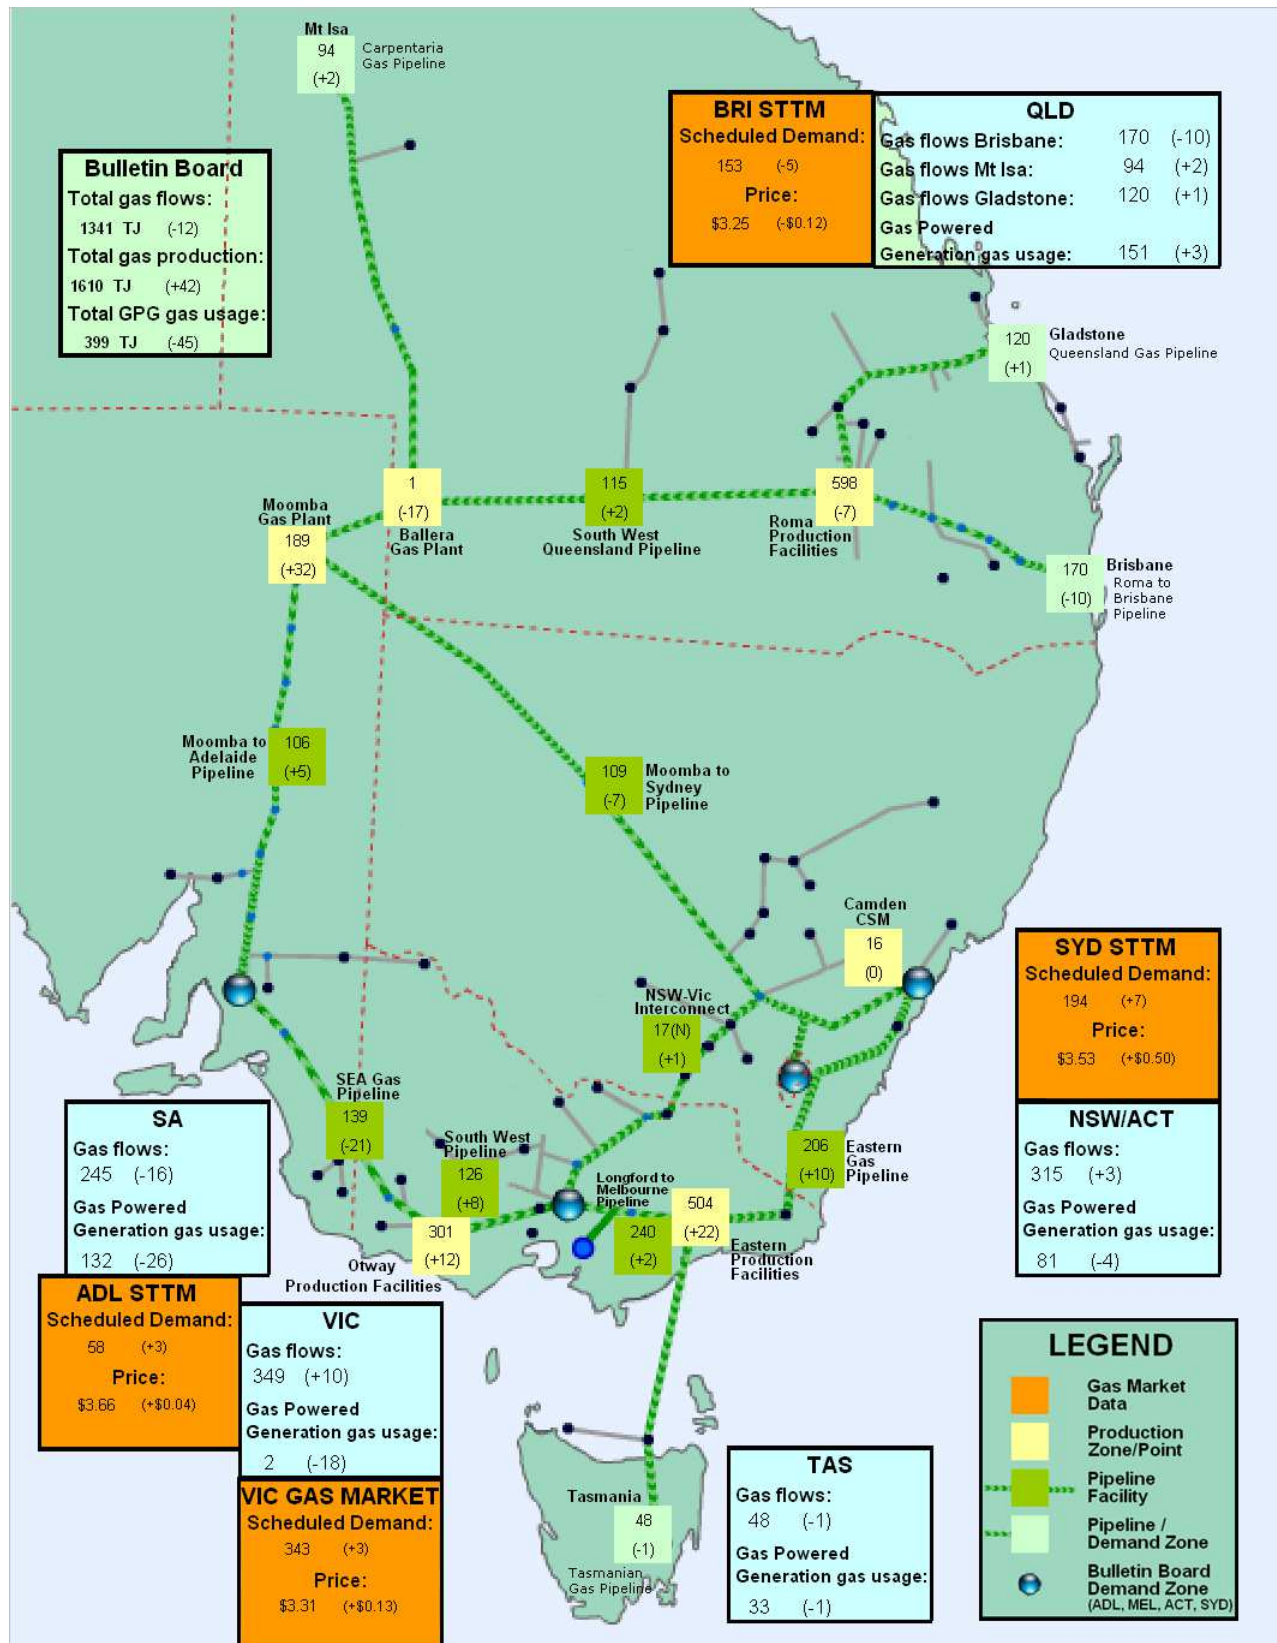 Mt Isa
94
(+2)
Carpentaria
Gas Pipeline
BRI STTM
Scheduled Demand:
153 (-5)
Price:
$3.25 (-$0.12)
QLD
Gas flows Brisbane: 170 (-10)
Gas flows Mt Isa: 94 (+2)
Gas flows Gladstone: 120 (+1)
Gas Powered
Generation gas usage: 151 (+3)
Bulletin Board
Total gas flows:
1341 TJ (-12)
Total gas production:
1610 TJ (+42)
Total GPG gas usage:
399 TJ (-45)
120
(+1)
Gladstone
Queensland Gas Pipeline
Moomba
Gas Plant
189
(+32)
1
(-17)
Ballera
Gas Plant
115
(+2)
South West
Queensland Pipeline
598
(-7)
Roma
Production
Facilities
170
(-10)
Brisbane
Roma to
Brisbane
Pipeline
Moomba to
Adelaide
Pipeline
106
(+5)
109
(-7)
Moomba to
Sydney
Pipeline
Camden
CSM
16
(0)
SYD STTM
Scheduled Demand:
194 (+7)
Price:
$3.53 (+$0.50)
NSW-Vic
Interconnect
17(N)
(+1)
SEA Gas
Pipeline
139
(-21)
SA
Gas flows:
245 (-16)
Gas Powered
Generation gas usage:
132 (-26)
South West
Pipeline
126
(+8)
Longford to
Melbourne
Pipeline
240
(+2)
504
(+22)
Eastern
Production
Facilities
206
(+10)
Eastern
Gas
Pipeline
NSW/ACT
Gas flows:
315 (+3)
Gas Powered
Generation gas usage:
81 (-4)
301
(+12)
Otway
Production Facilities
ADL STTM
Scheduled Demand:
58 (+3)
Price:
$3.66 (+$0.04)
VIC
Gas flows:
349 (+10)
Gas Powered
Generation gas usage:
2 (-18)
VIC GAS MARKET
Scheduled Demand:
343 (+3)
Price:
$3.31 (+$0.13)
Tasmania
48
(-1)
Tasmanian
Gas Pipeline
TAS
Gas flows:
48 (-1)
Gas Powered
Generation gas usage:
33 (-1)
LEGEND
Gas Market
Data
Production
Zone/Point
Pipeline
Facility
Pipeline /
Demand Zone
Bulletin Board
Demand Zone
(ADL, MEL, ACT, SYD)